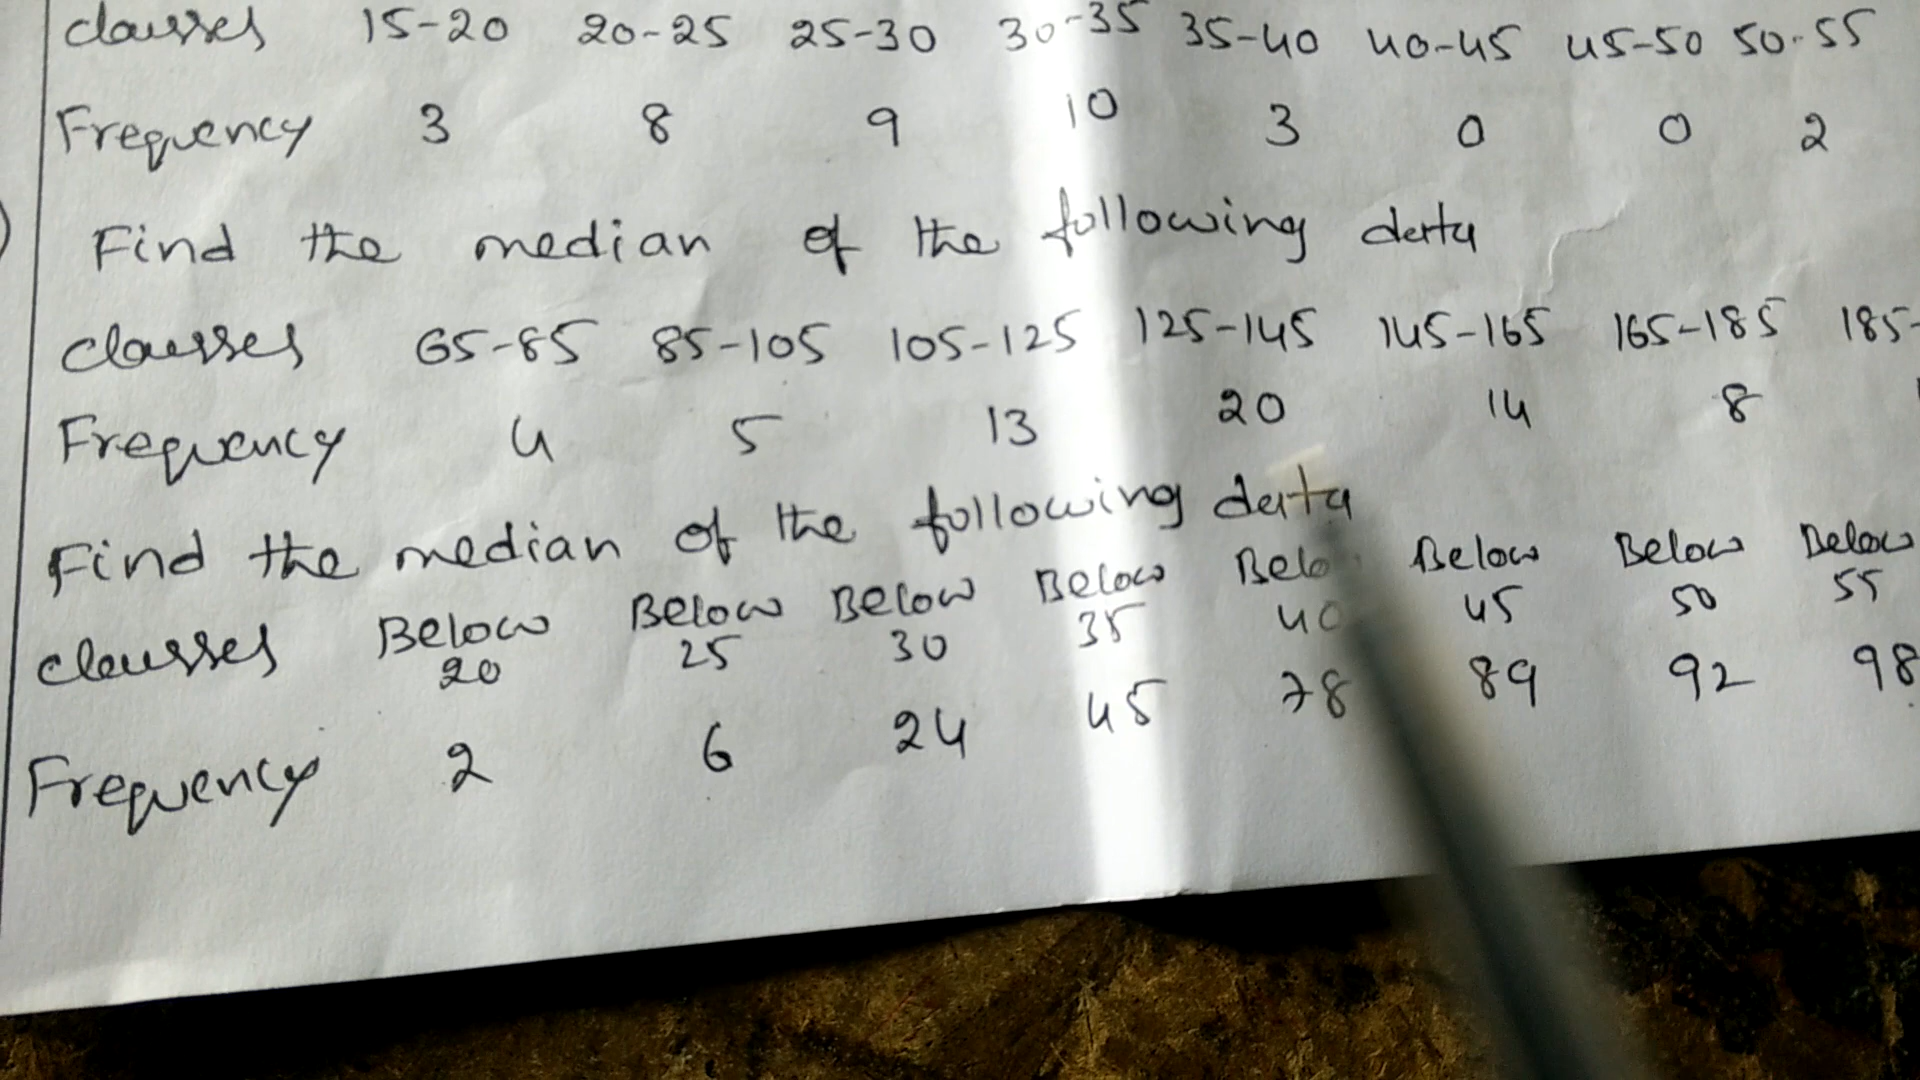 classes 15-20 20-25 25-30 30-35 35-40 40-45 45-50 50-55
Frequency 3 8 9 10 3 0 0 2
Find the median of the following data
classes 65-85 85-105 105-125 125-145 145-165 165-185 185-
Frequency 4 5 13 20 14 8
Find the median of the following data
classes Below 20 Below 25 Below 30 Below 35 Belo 40 Below 45 Below 50 Below 55
Frequency 2 6 24 45 78 89 92 98